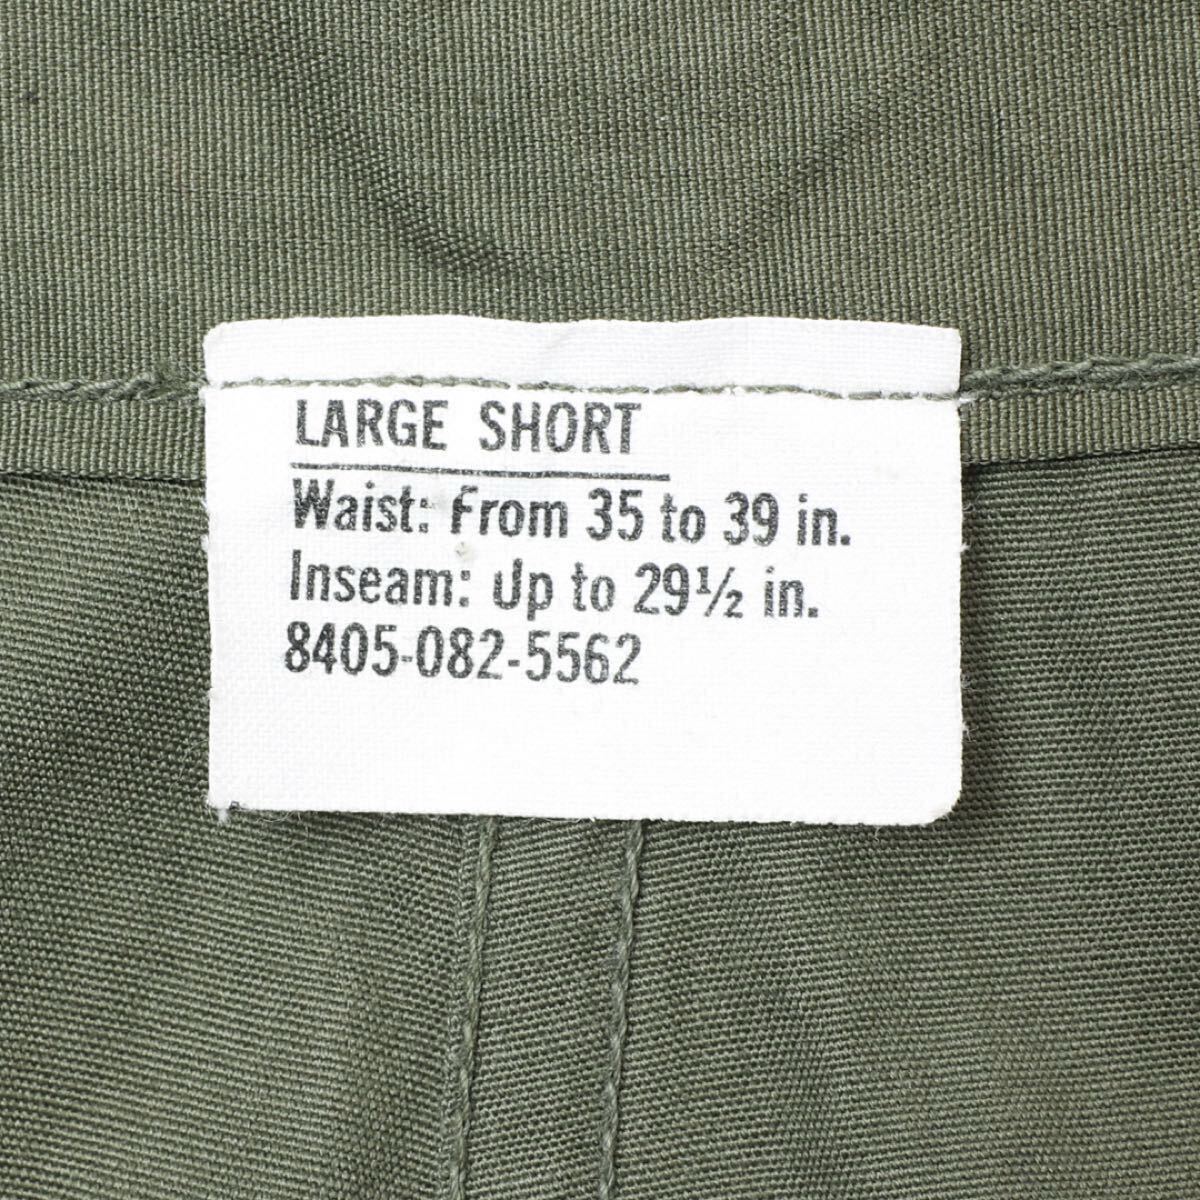 LARGE SHORT
Waist: From 35 to 39 in.
Inseam: Up to 29½ in.
8405-082-5562